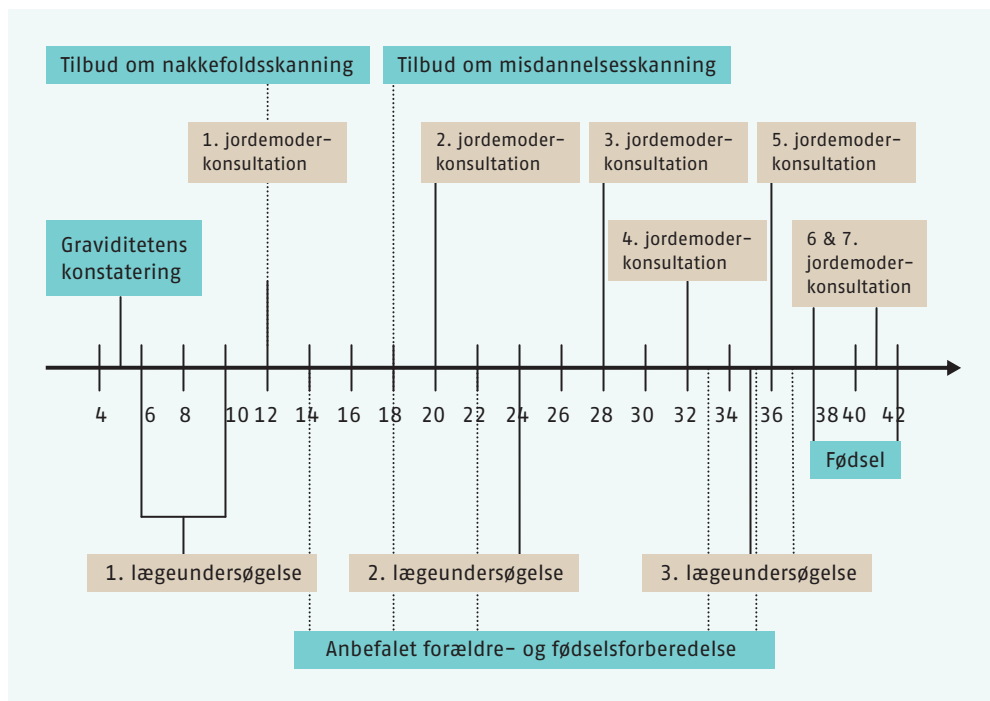 Tilbud om nakkefoldsskanning
Tilbud om misdannelsesskanning
1. jordemoder-
konsultation
2. jordemoder-
konsultation
3. jordemoder-
konsultation
5. jordemoder-
konsultation
Graviditetens
konstatering
4. jordemoder-
konsultation
6 & 7.
jordemoder-
konsultation
4 6 8 10 12 14 16 18 20 22 24 26 28 30 32 34 36 38 40 42
Fødsel
1. lægeundersøgelse
2. lægeundersøgelse
3. lægeundersøgelse
Anbefalet forældre- og fødselsforberedelse